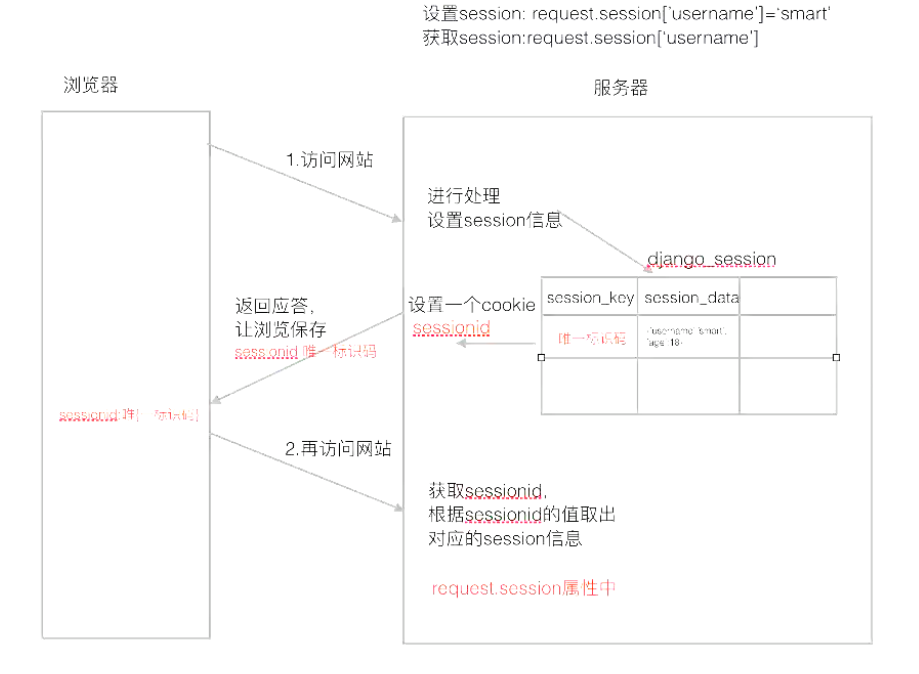 设置session: request.session['username']='smart'
获取session:request.session['username']
浏览器
服务器
1.访问网站
进行处理
设置session信息
django_session
session_key
session_data
设置一个cookie
sessionid
唯一标识码
'username':'smart',
'age':18
返回应答,
让浏览保存
sessionid 唯一标识码
sessionid:唯一标识码
2.再访问网站
获取sessionid,
根据sessionid的值取出
对应的session信息
request.session属性中